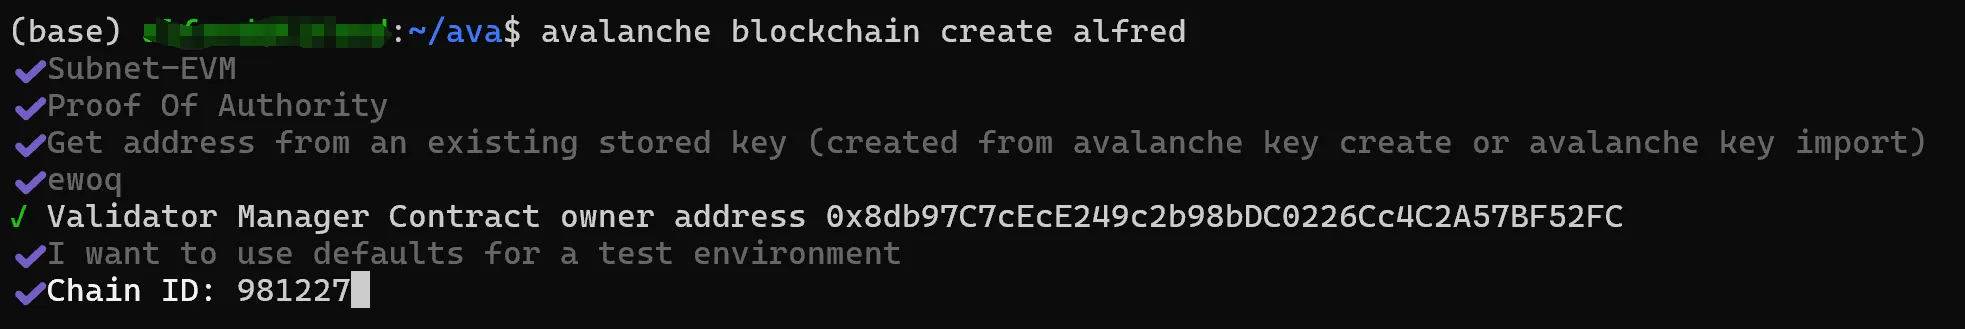 (base) :~/ava$ avalanche blockchain create alfred
✔Subnet-EVM
✔Proof Of Authority
✔Get address from an existing stored key (created from avalanche key create or avalanche key import)
✔ewoq
✓ Validator Manager Contract owner address 0x8db97C7cEcE249c2b98bDC0226Cc4C2A57BF52FC
✔I want to use defaults for a test environment
✔Chain ID: 981227